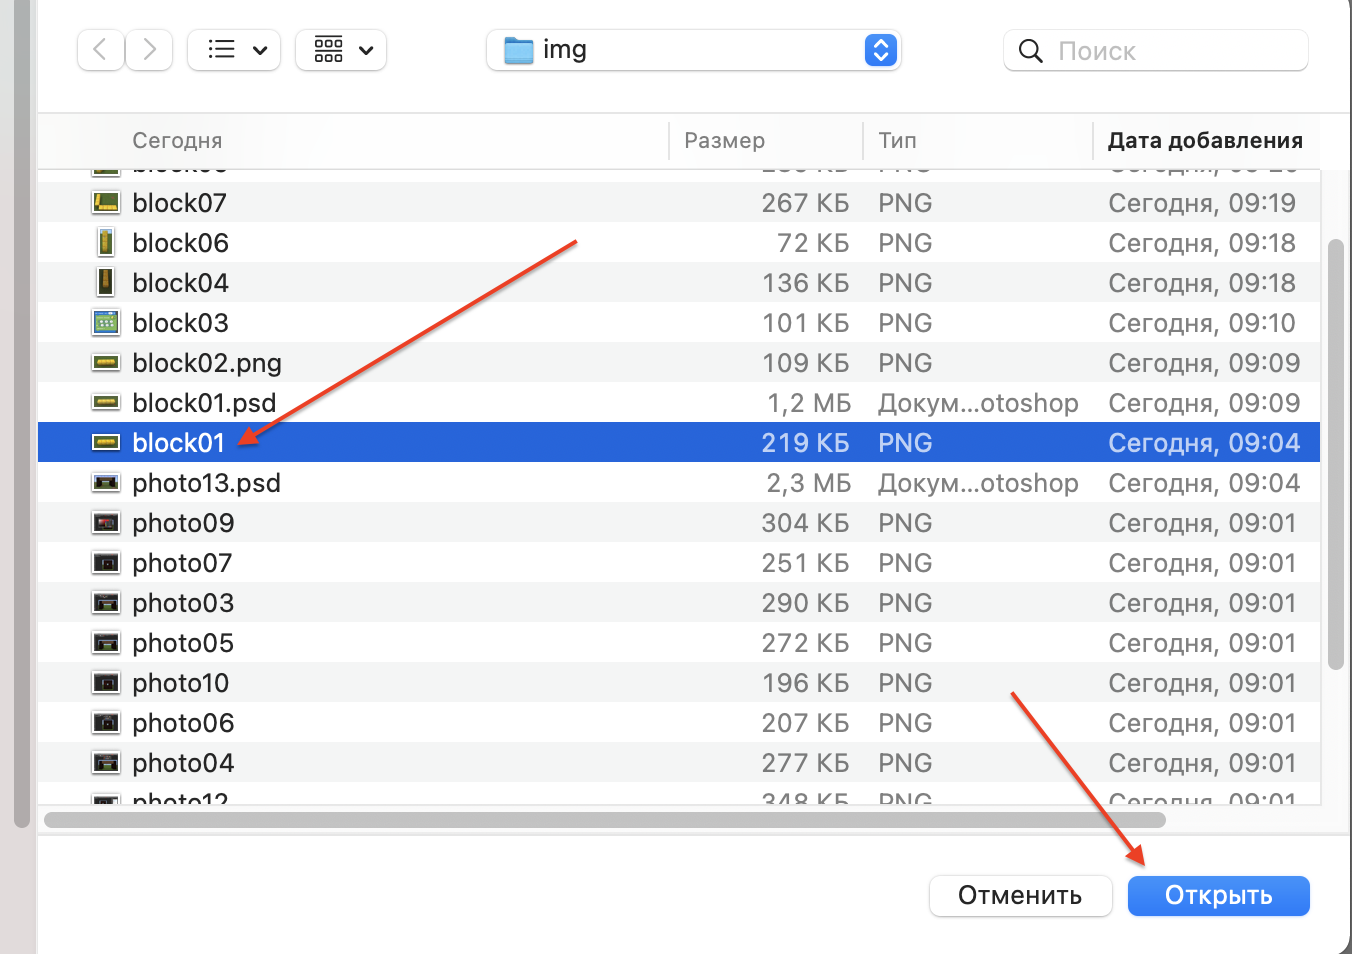 img
Поиск
Сегодня Размер Тип Дата добавления
block07 267 КБ PNG Сегодня, 09:19
block06 72 КБ PNG Сегодня, 09:18
block04 136 КБ PNG Сегодня, 09:18
block03 101 КБ PNG Сегодня, 09:10
block02.png 109 КБ PNG Сегодня, 09:09
block01.psd 1,2 МБ Докум...otoshop Сегодня, 09:09
block01 219 КБ PNG Сегодня, 09:04
photo13.psd 2,3 МБ Докум...otoshop Сегодня, 09:04
photo09 304 КБ PNG Сегодня, 09:01
photo07 251 КБ PNG Сегодня, 09:01
photo03 290 КБ PNG Сегодня, 09:01
photo05 272 КБ PNG Сегодня, 09:01
photo10 196 КБ PNG Сегодня, 09:01
photo06 207 КБ PNG Сегодня, 09:01
photo04 277 КБ PNG Сегодня, 09:01
photo12 348 КБ PNG Сегодня, 09:01
Отменить Открыть